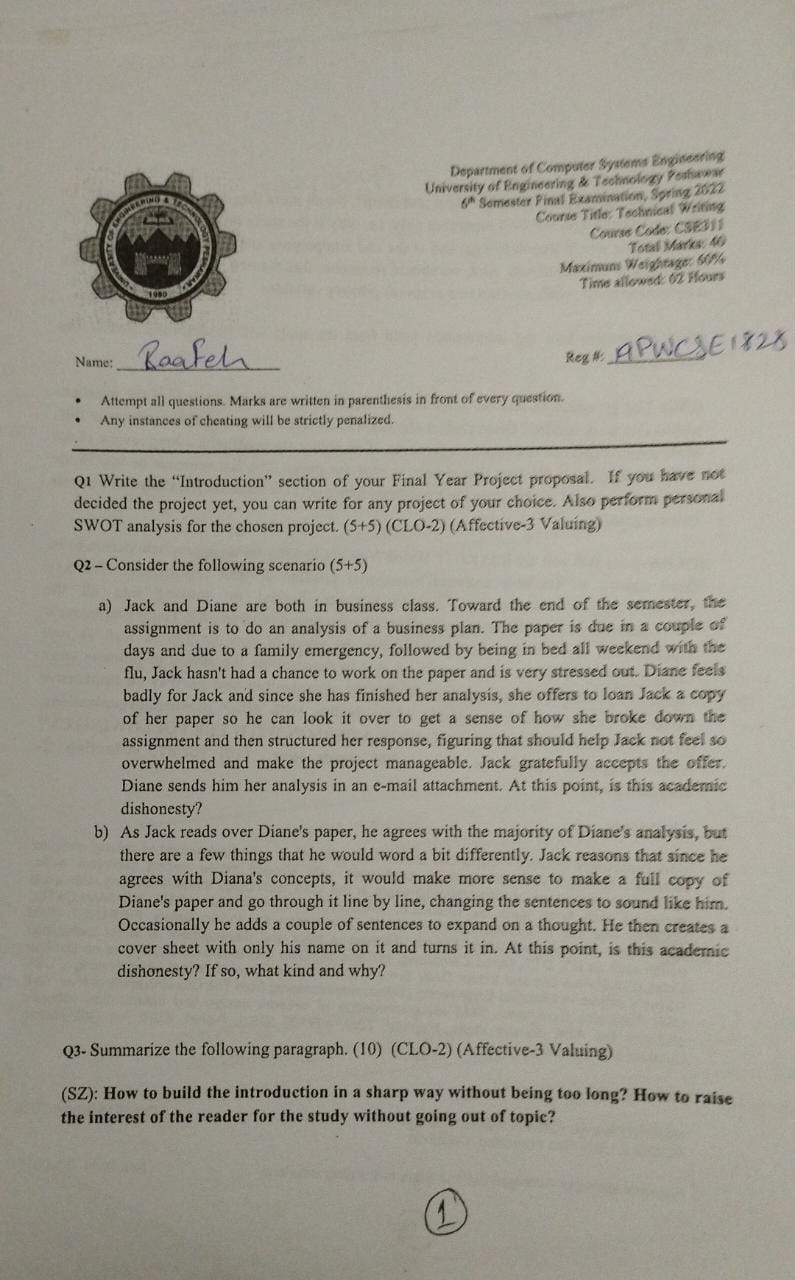 Department of Computer Systems Engineering
University of Engineering & Technology Peshawar
6th Semester Final Examination, Spring 2022
Course Title: Technical Writing
Course Code: CSE311
Total Marks: 40
Maximum Weightage: 60%
Time allowed: 02 Hours
UNIVERSITY OF ENGINEERING & TECHNOLOGY PESHAWAR
1980
Name: Raafeh
Reg #: 19PWCSE1828
• Attempt all questions. Marks are written in parenthesis in front of every question.
• Any instances of cheating will be strictly penalized.
Q1 Write the “Introduction” section of your Final Year Project proposal. If you have not
decided the project yet, you can write for any project of your choice. Also perform personal
SWOT analysis for the chosen project. (5+5) (CLO-2) (Affective-3 Valuing)
Q2 – Consider the following scenario (5+5)
a) Jack and Diane are both in business class. Toward the end of the semester, the
assignment is to do an analysis of a business plan. The paper is due in a couple of
days and due to a family emergency, followed by being in bed all weekend with the
flu, Jack hasn't had a chance to work on the paper and is very stressed out. Diane feels
badly for Jack and since she has finished her analysis, she offers to loan Jack a copy
of her paper so he can look it over to get a sense of how she broke down the
assignment and then structured her response, figuring that should help Jack not feel so
overwhelmed and make the project manageable. Jack gratefully accepts the offer.
Diane sends him her analysis in an e-mail attachment. At this point, is this academic
dishonesty?
b) As Jack reads over Diane's paper, he agrees with the majority of Diane's analysis, but
there are a few things that he would word a bit differently. Jack reasons that since he
agrees with Diana's concepts, it would make more sense to make a full copy of
Diane's paper and go through it line by line, changing the sentences to sound like him.
Occasionally he adds a couple of sentences to expand on a thought. He then creates a
cover sheet with only his name on it and turns it in. At this point, is this academic
dishonesty? If so, what kind and why?
Q3- Summarize the following paragraph. (10) (CLO-2) (Affective-3 Valuing)
(SZ): How to build the introduction in a sharp way without being too long? How to raise
the interest of the reader for the study without going out of topic?
1